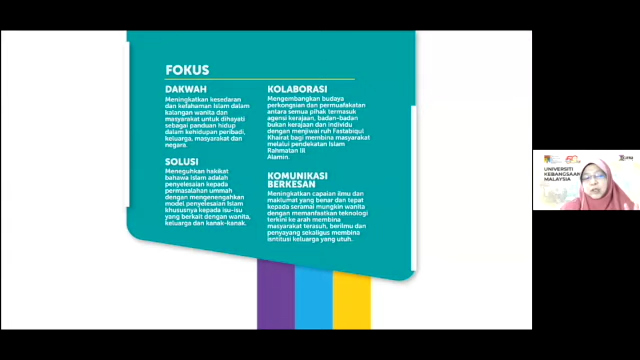 FOKUS
DAKWAH
Meningkatkan kesedaran
dan kefahaman Islam dalam
kalangan wanita dan
masyarakat untuk dihayati
sebagai panduan hidup
dalam kehidupan peribadi,
keluarga, masyarakat dan
negara.
SOLUSI
Meneguhkan hakikat
bahawa Islam adalah
penyelesaian kepada
permasalahan ummah
dengan mengenengahkan
model penyelesaian Islam
khususnya kepada isu-isu
yang berkait dengan wanita,
keluarga dan kanak-kanak.
KOLABORASI
Mengembangkan budaya
perkongsian dan permuafakatan
antara semua pihak termasuk
agensi kerajaan, badan-badan
bukan kerajaan dan individu
dengan menjiwai ruh Fastabiqul
Khairat bagi membina masyarakat
melalui pendekatan Islam
Rahmatan lil
Alamin.
KOMUNIKASI
BERKESAN
Meningkatkan capaian ilmu dan
maklumat yang benar dan tepat
kepada seramai mungkin wanita
dengan memanfaatkan teknologi
terkini ke arah membina
masyarakat terasuh, berilmu dan
penyayang sekaligus membina
isntitusi keluarga yang utuh.
UNIVERSITI
KEBANGSAAN
MALAYSIA